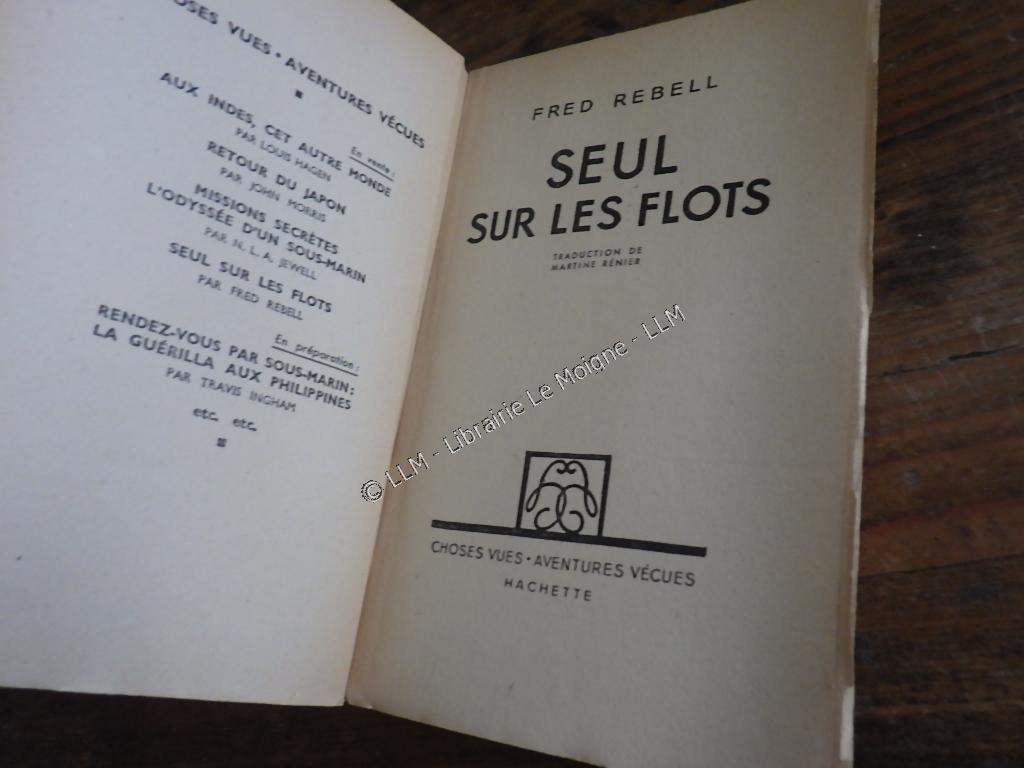 CHOSES VUES • AVENTURES VÉCUES
En vente :
AUX INDES, CET AUTRE MONDE
PAR LOUIS HAGEN
RETOUR DU JAPON
PAR JOHN MORRIS
MISSIONS SECRÈTES
L'ODYSSÉE D'UN SOUS-MARIN
PAR N. L. A. JEWELL
SEUL SUR LES FLOTS
PAR FRED REBELL
En préparation :
RENDEZ-VOUS PAR SOUS-MARIN :
LA GUÉRILLA AUX PHILIPPINES
PAR TRAVIS INGHAM
etc. etc.
FRED REBELL
SEUL
SUR LES FLOTS
TRADUCTION DE
MARTINE RÉNIER
CHOSES VUES • AVENTURES VÉCUES
HACHETTE
© LLM - Librairie Le Moigne - LLM